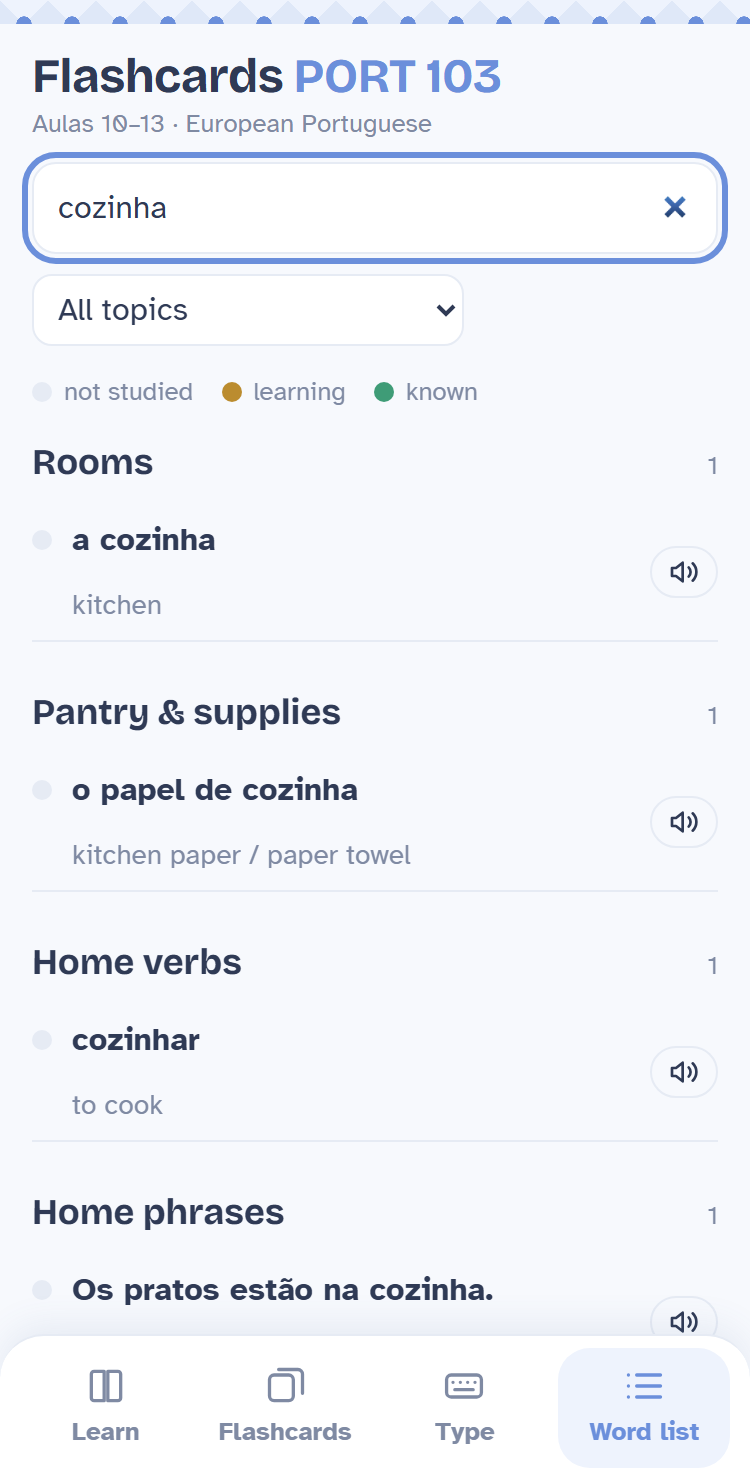 Flashcards PORT 103
Aulas 10–13 · European Portuguese
cozinha
All topics
not studied learning known
Rooms 1
a cozinha
kitchen
Pantry & supplies 1
o papel de cozinha
kitchen paper / paper towel
Home verbs 1
cozinhar
to cook
Home phrases 1
Os pratos estão na cozinha.
Learn Flashcards Type Word list